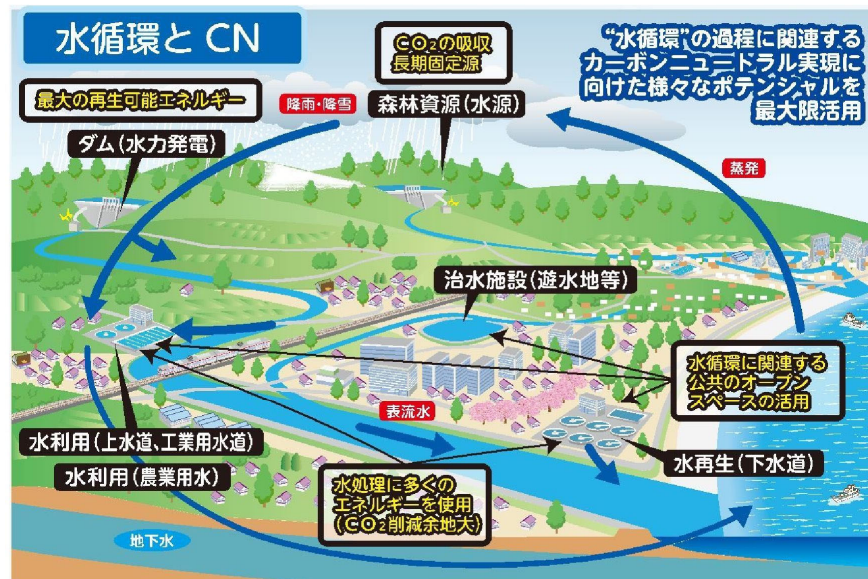 水循環とCN
CO₂の吸収
長期固定源
“水循環”の過程に関連する
カーボンニュートラル実現に
向けた様々なポテンシャルを
最大限活用
最大の再生可能エネルギー
降雨・降雪
森林資源(水源)
ダム(水力発電)
蒸発
治水施設(遊水地等)
水循環に関連する
公共のオープン
スペースの活用
表流水
水利用(上水道、工業用水道)
水利用(農業用水)
水再生(下水道)
水処理に多くの
エネルギーを使用
(CO₂削減余地大)
地下水